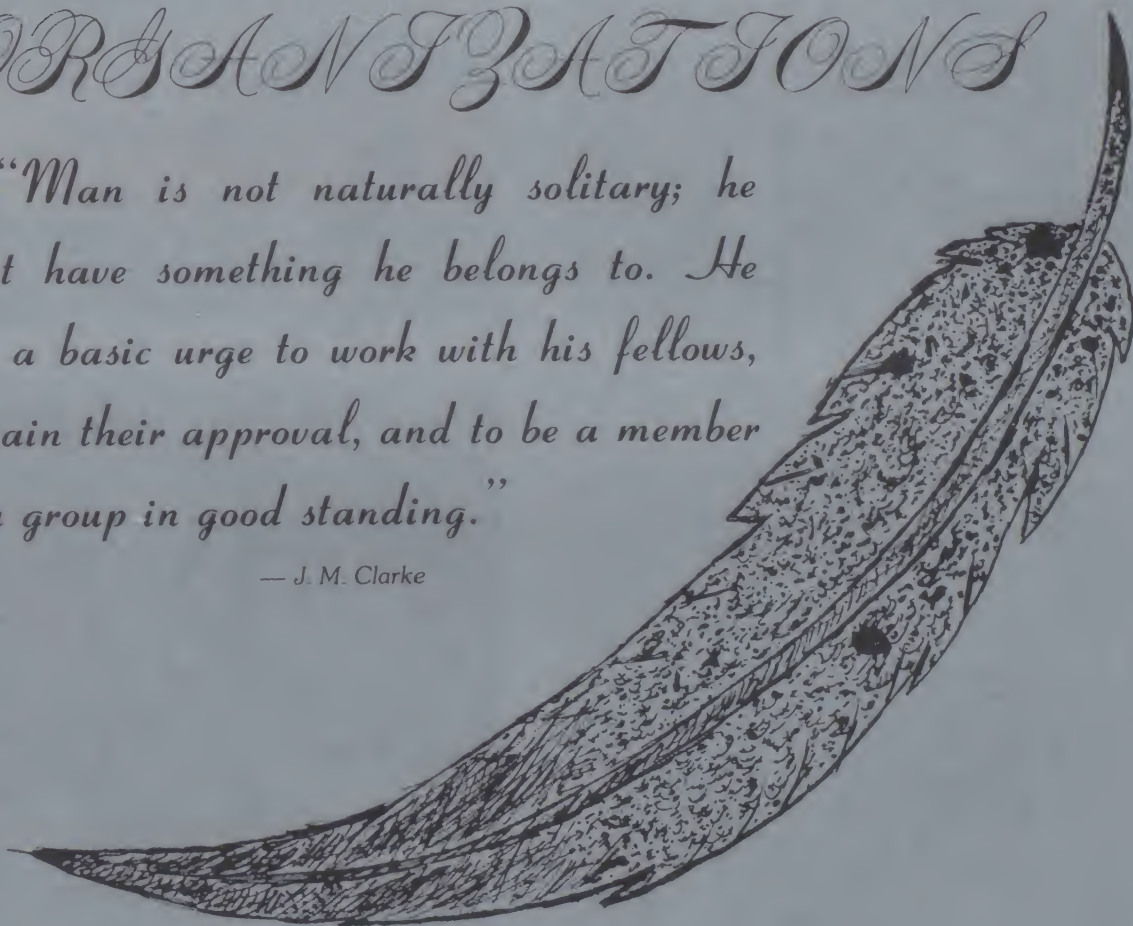 ORGANIZATIONS
“Man is not naturally solitary; he
t have something he belongs to. He
a basic urge to work with his fellows,
ain their approval, and to be a member
group in good standing.”
— J. M. Clarke